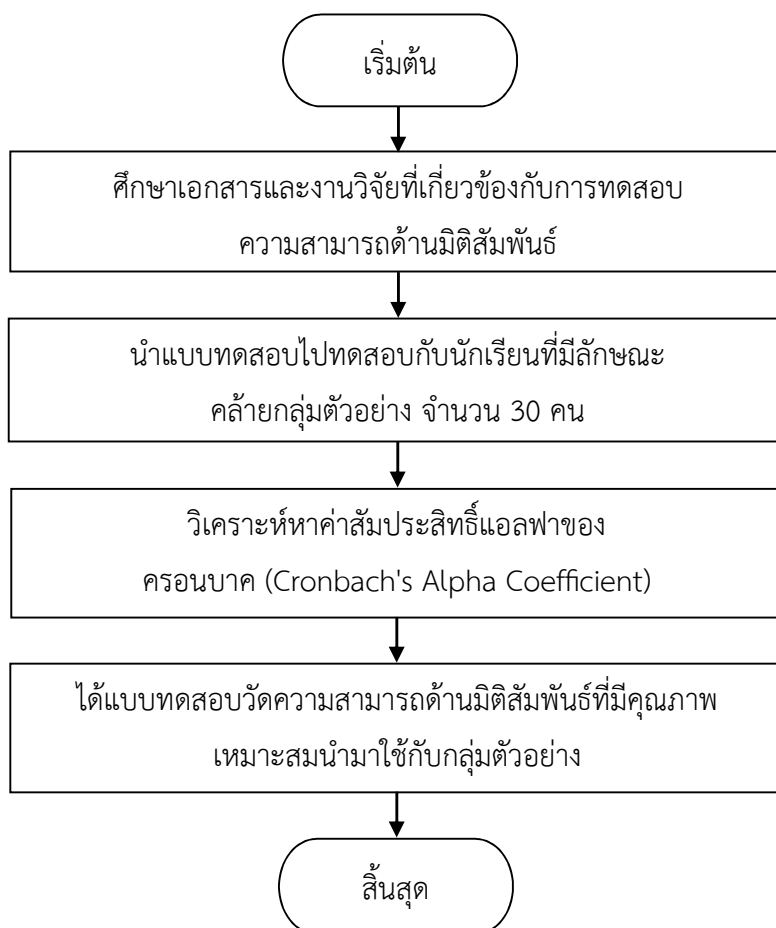 เริ่มต้น
ศึกษาเอกสารและงานวิจัยที่เกี่ยวข้องกับการทดสอบ
ความสามารถด้านมิติสัมพันธ์
นำแบบทดสอบไปทดสอบกับนักเรียนที่มีลักษณะ
คล้ายกลุ่มตัวอย่าง จำนวน 30 คน
วิเคราะห์หาค่าสัมประสิทธิ์แอลฟาของ
ครอนบาค (Cronbach's Alpha Coefficient)
ได้แบบทดสอบวัดความสามารถด้านมิติสัมพันธ์ที่มีคุณภาพ
เหมาะสมนำมาใช้กับกลุ่มตัวอย่าง
สิ้นสุด